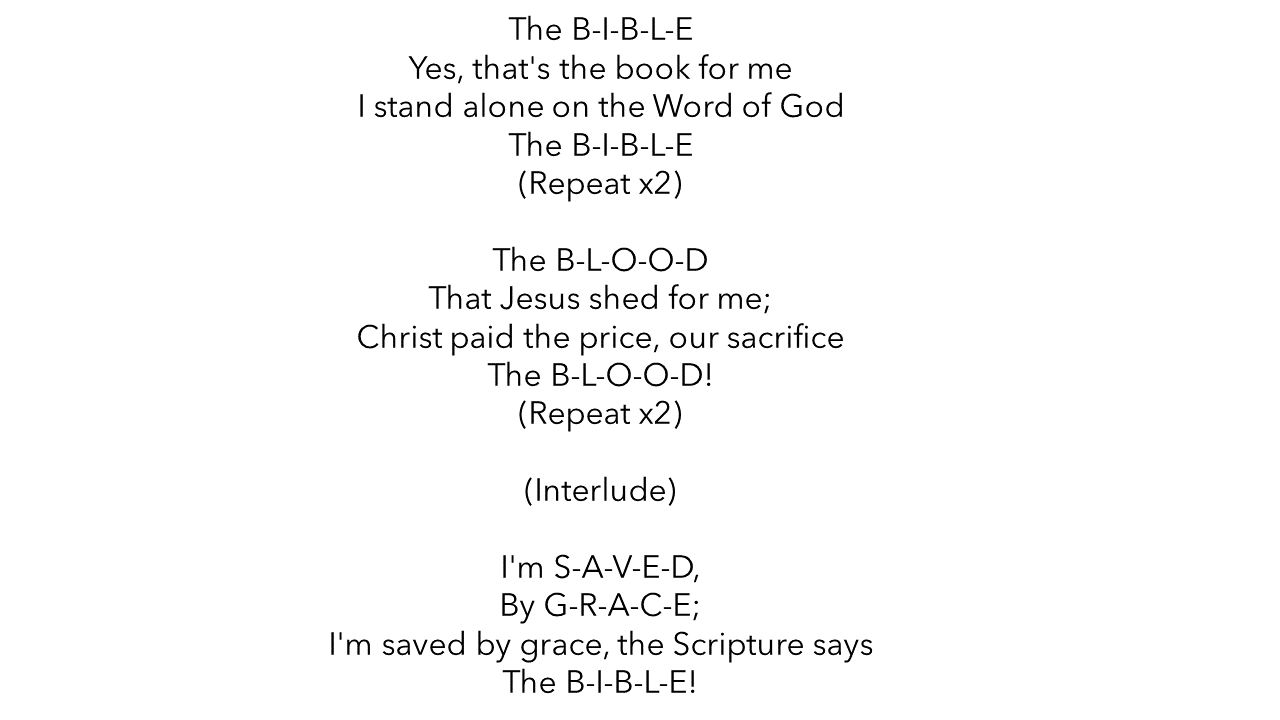 The B-I-B-L-E
Yes, that's the book for me
I stand alone on the Word of God
The B-I-B-L-E
(Repeat x2)
The B-L-O-O-D
That Jesus shed for me;
Christ paid the price, our sacrifice
The B-L-O-O-D!
(Repeat x2)
(Interlude)
I'm S-A-V-E-D,
By G-R-A-C-E;
I'm saved by grace, the Scripture says
The B-I-B-L-E!